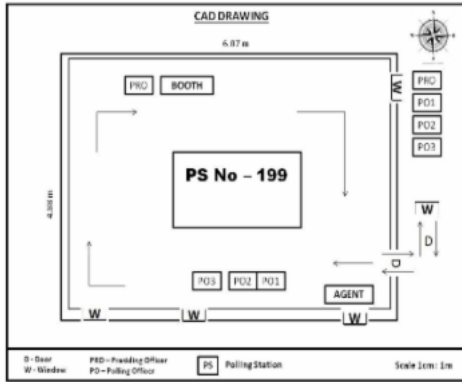 CAD DRAWING
6.87 m
PRO BOOTH
W
PRO
PO1
PO2
PO3
PS No – 199
W
D
D
PO3 PO2 PO1
AGENT
W W W
D - Door PRO – Presiding Officer
W - Window PO – Polling Officer
PS Polling Station
Scale 1cm: 1m